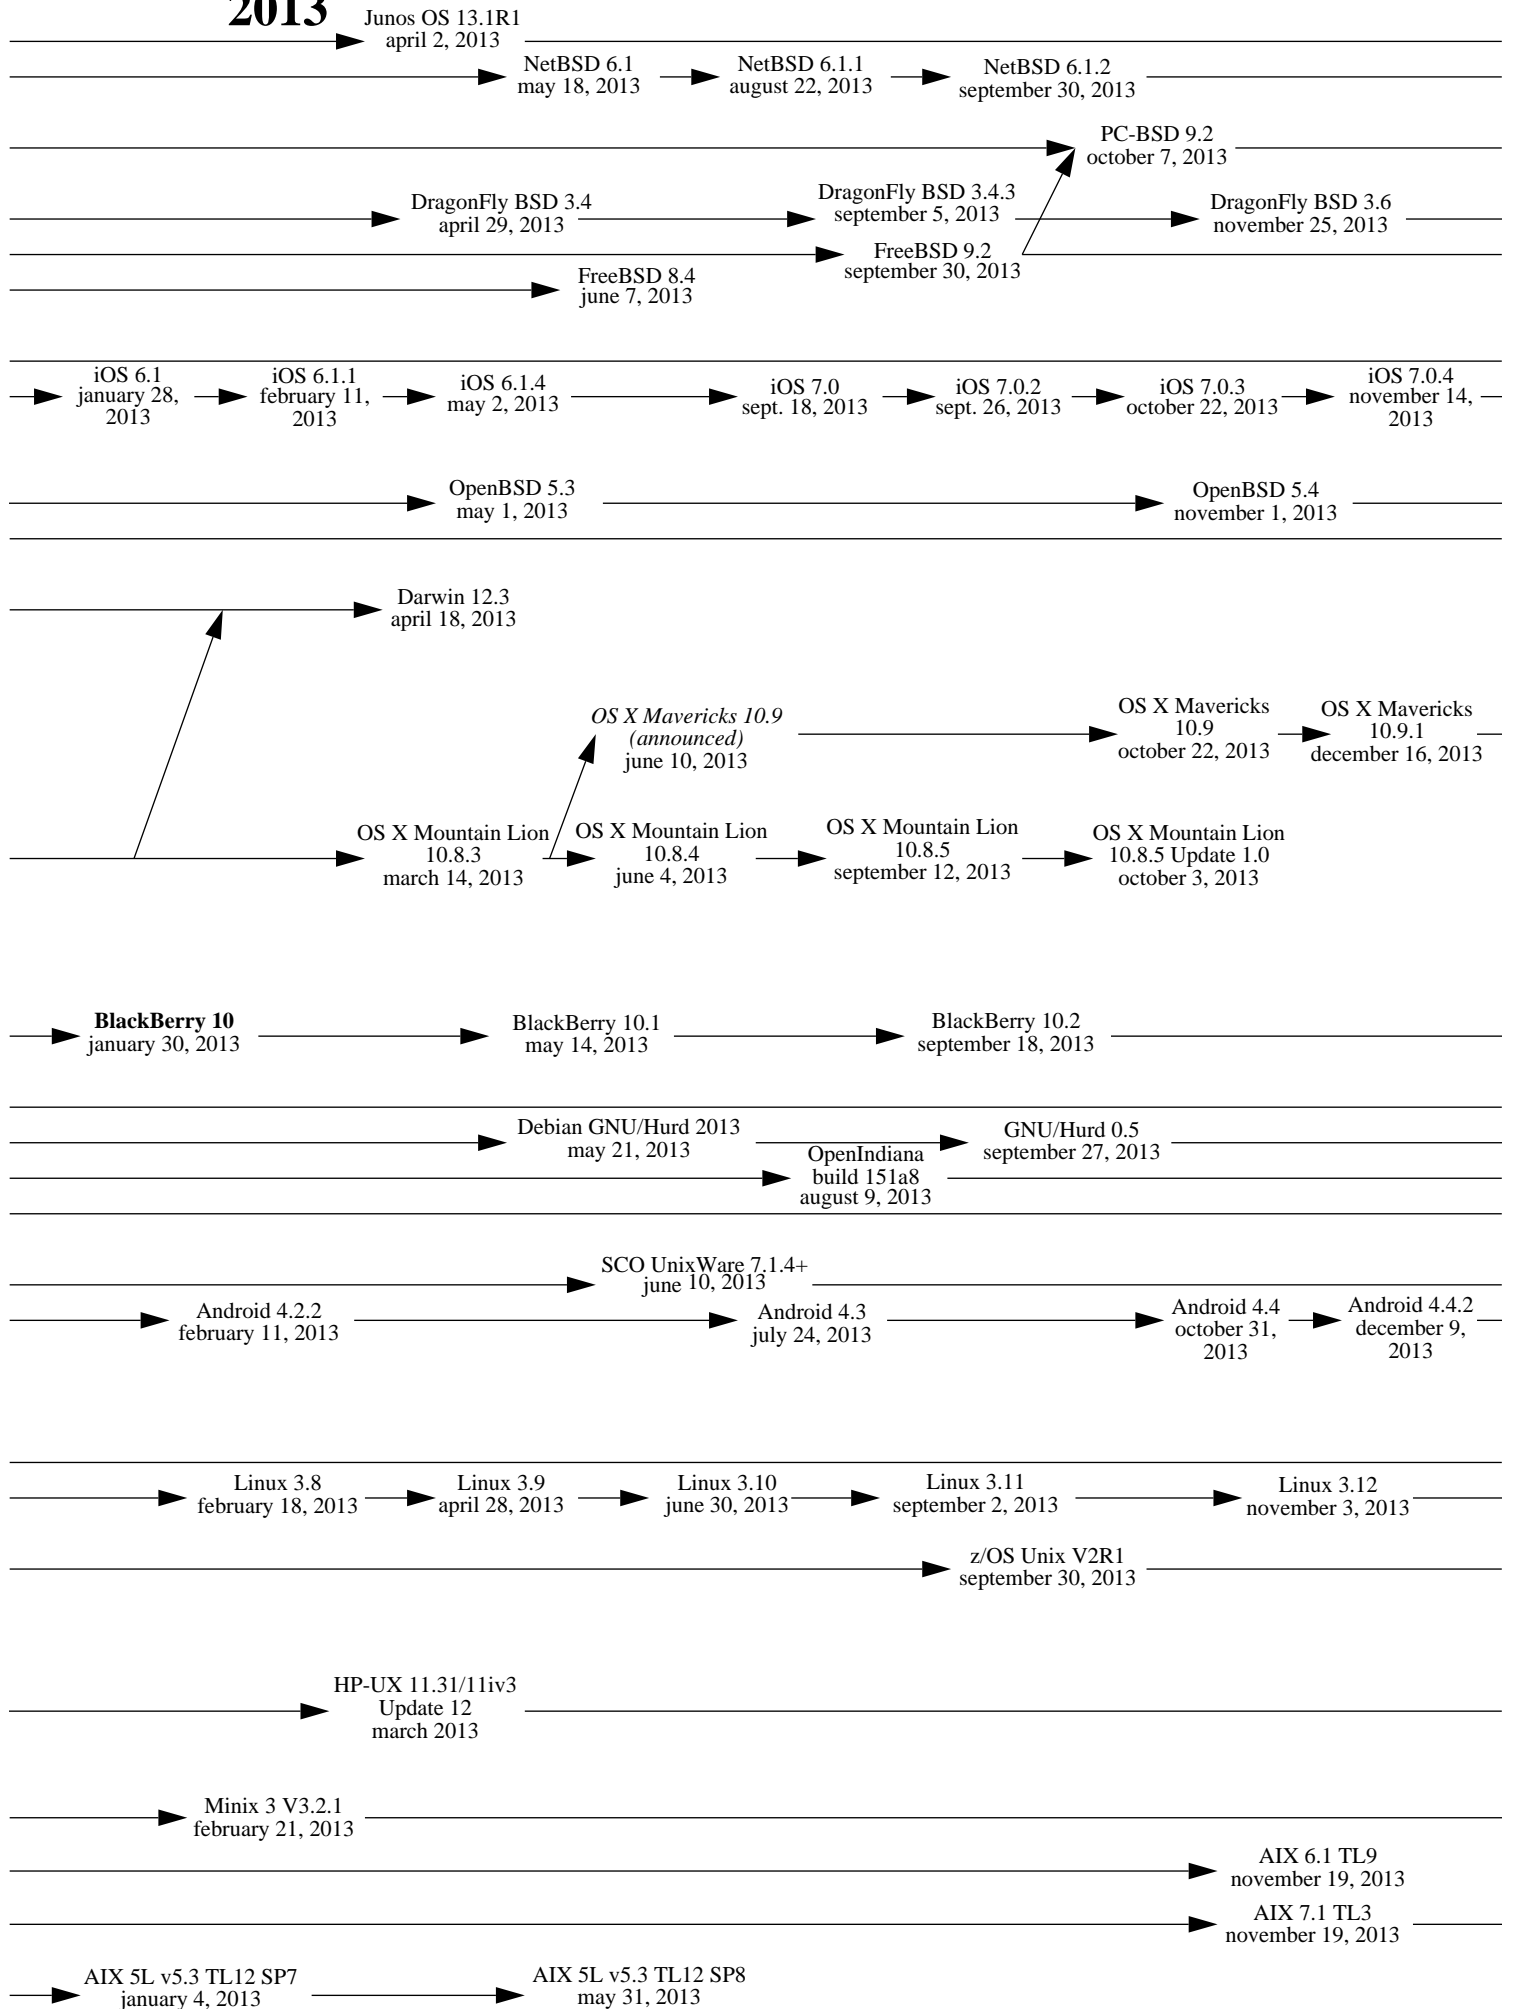 2013
Junos OS 13.1R1
april 2, 2013
NetBSD 6.1
may 18, 2013
NetBSD 6.1.1
august 22, 2013
NetBSD 6.1.2
september 30, 2013
PC-BSD 9.2
october 7, 2013
DragonFly BSD 3.4
april 29, 2013
DragonFly BSD 3.4.3
september 5, 2013
DragonFly BSD 3.6
november 25, 2013
FreeBSD 9.2
september 30, 2013
FreeBSD 8.4
june 7, 2013
iOS 6.1
january 28,
2013
iOS 6.1.1
february 11,
2013
iOS 6.1.4
may 2, 2013
iOS 7.0
sept. 18, 2013
iOS 7.0.2
sept. 26, 2013
iOS 7.0.3
october 22, 2013
iOS 7.0.4
november 14,
2013
OpenBSD 5.3
may 1, 2013
OpenBSD 5.4
november 1, 2013
Darwin 12.3
april 18, 2013
OS X Mavericks 10.9
(announced)
june 10, 2013
OS X Mavericks
10.9
october 22, 2013
OS X Mavericks
10.9.1
december 16, 2013
OS X Mountain Lion
10.8.3
march 14, 2013
OS X Mountain Lion
10.8.4
june 4, 2013
OS X Mountain Lion
10.8.5
september 12, 2013
OS X Mountain Lion
10.8.5 Update 1.0
october 3, 2013
BlackBerry 10
january 30, 2013
BlackBerry 10.1
may 14, 2013
BlackBerry 10.2
september 18, 2013
Debian GNU/Hurd 2013
may 21, 2013
GNU/Hurd 0.5
september 27, 2013
OpenIndiana
build 151a8
august 9, 2013
SCO UnixWare 7.1.4+
june 10, 2013
Android 4.2.2
february 11, 2013
Android 4.3
july 24, 2013
Android 4.4
october 31,
2013
Android 4.4.2
december 9,
2013
Linux 3.8
february 18, 2013
Linux 3.9
april 28, 2013
Linux 3.10
june 30, 2013
Linux 3.11
september 2, 2013
Linux 3.12
november 3, 2013
z/OS Unix V2R1
september 30, 2013
HP-UX 11.31/11iv3
Update 12
march 2013
Minix 3 V3.2.1
february 21, 2013
AIX 6.1 TL9
november 19, 2013
AIX 7.1 TL3
november 19, 2013
AIX 5L v5.3 TL12 SP7
january 4, 2013
AIX 5L v5.3 TL12 SP8
may 31, 2013